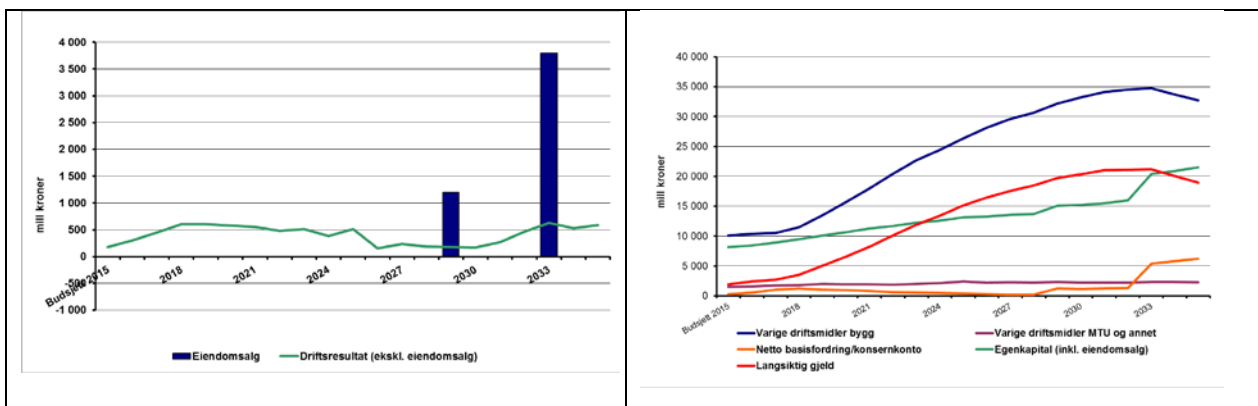 4 000
3 500
3 000
2 500
2 000
1 500
1 000
500
0
-500
-1 000
mill kroner
Budsjett 2015
2018
2021
2024
2027
2030
2033
Eiendomsalg
Driftsresultat (ekskl. eiendomsalg)
40 000
35 000
30 000
25 000
20 000
15 000
10 000
5 000
0
mill kroner
Budsjett 2015
2018
2021
2024
2027
2030
2033
Varige driftsmidler bygg
Varige driftsmidler MTU og annet
Netto basisfordring/konsernkonto
Egenkapital (inkl. eiendomsalg)
Langsiktig gjeld